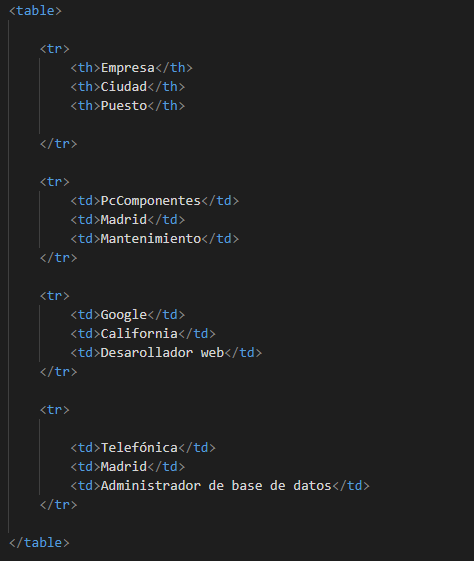 <table>
<tr>
<th>Empresa</th>
<th>Ciudad</th>
<th>Puesto</th>
</tr>
<tr>
<td>PcComponentes</td>
<td>Madrid</td>
<td>Mantenimiento</td>
</tr>
<tr>
<td>Google</td>
<td>California</td>
<td>Desarollador web</td>
</tr>
<tr>
<td>Telefónica</td>
<td>Madrid</td>
<td>Administrador de base de datos</td>
</tr>
</table>